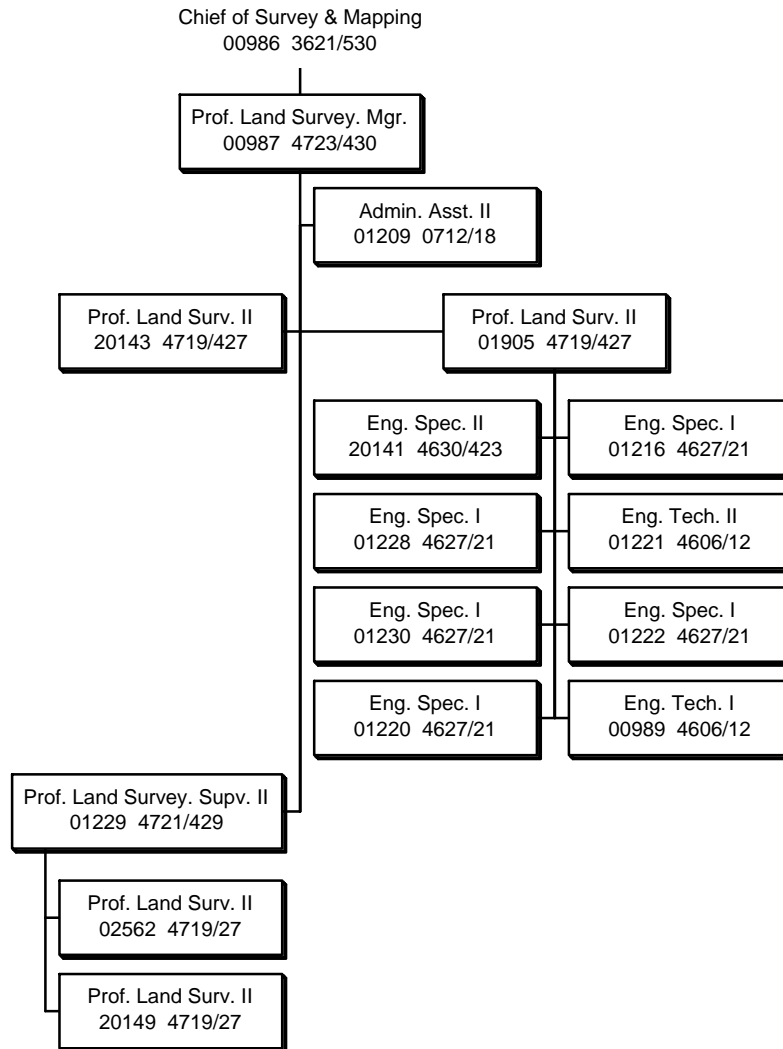 Chief of Survey & Mapping
00986 3621/530
Prof. Land Survey. Mgr.
00987 4723/430
Admin. Asst. II
01209 0712/18
Prof. Land Surv. II
20143 4719/427
Prof. Land Surv. II
01905 4719/427
Eng. Spec. II
20141 4630/423
Eng. Spec. I
01216 4627/21
Eng. Spec. I
01228 4627/21
Eng. Tech. II
01221 4606/12
Eng. Spec. I
01230 4627/21
Eng. Spec. I
01222 4627/21
Eng. Spec. I
01220 4627/21
Eng. Tech. I
00989 4606/12
Prof. Land Survey. Supv. II
01229 4721/429
Prof. Land Surv. II
02562 4719/27
Prof. Land Surv. II
20149 4719/27